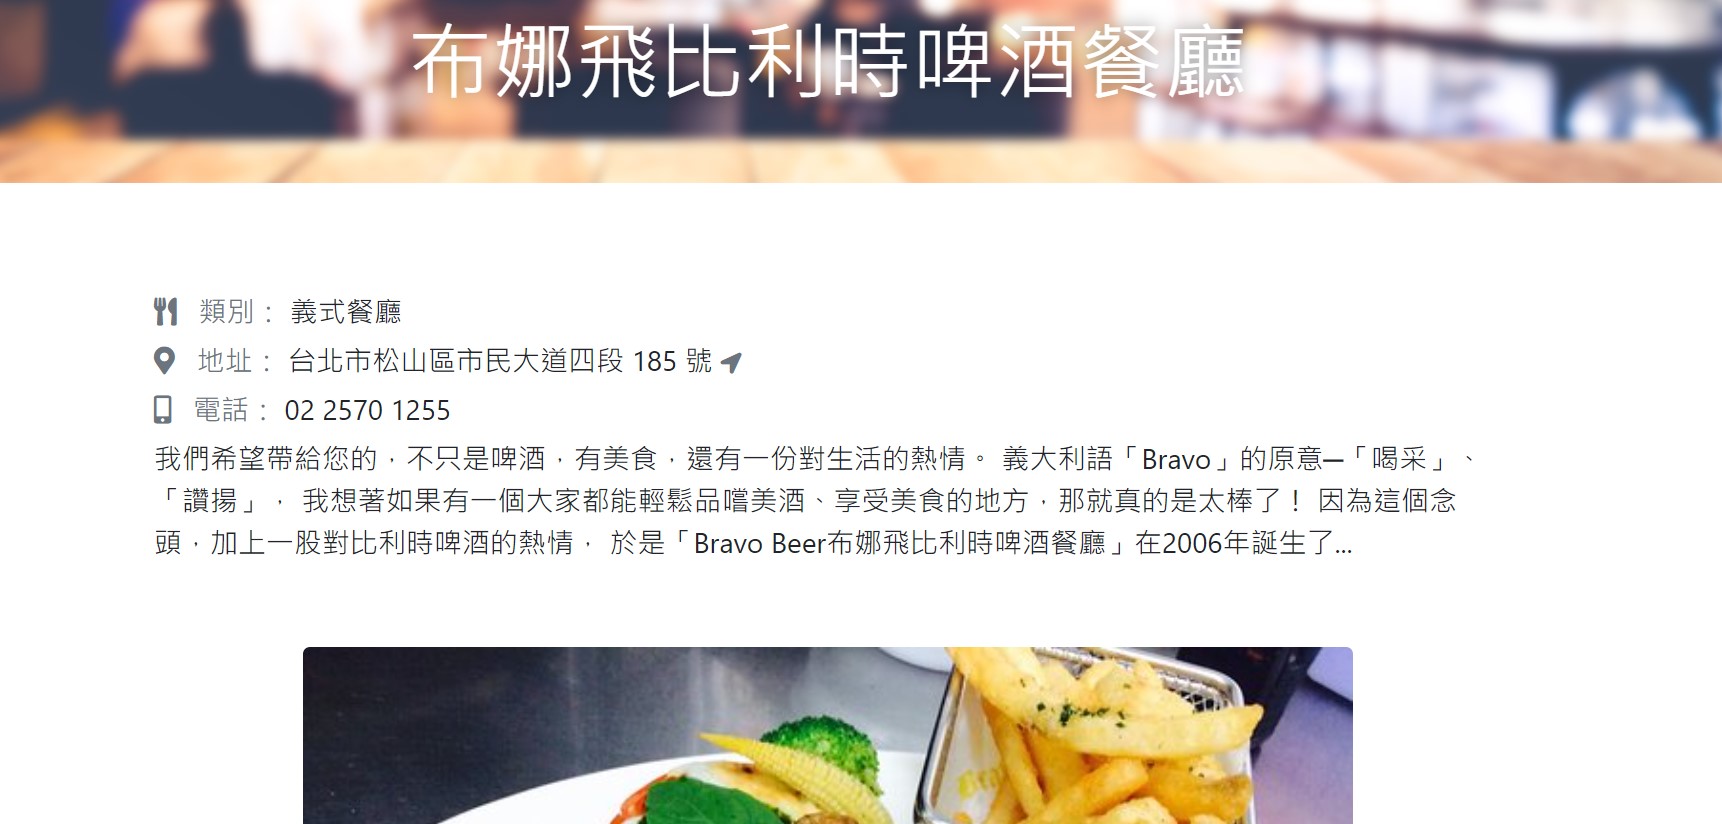 布娜飛比利時啤酒餐廳
類別： 義式餐廳
地址： 台北市松山區市民大道四段 185 號
電話： 02 2570 1255
我們希望帶給您的，不只是啤酒，有美食，還有一份對生活的熱情。 義大利語「Bravo」的原意─「喝采」、
「讚揚」， 我想著如果有一個大家都能輕鬆品嚐美酒、享受美食的地方，那就真的是太棒了！ 因為這個念
頭，加上一股對比利時啤酒的熱情， 於是「Bravo Beer布娜飛比利時啤酒餐廳」在2006年誕生了...